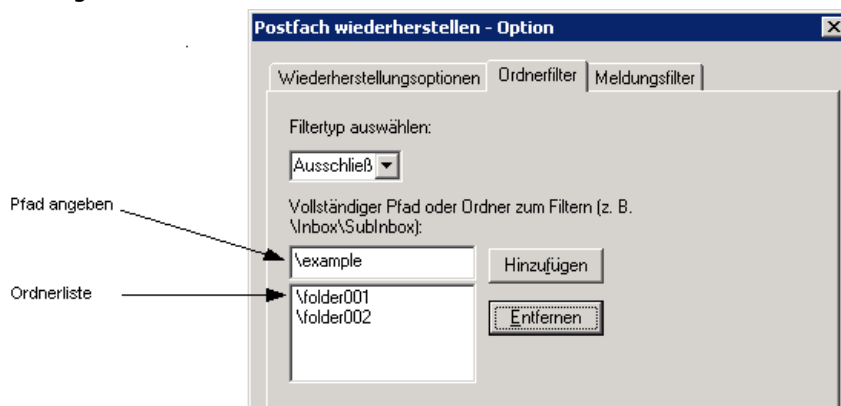 Postfach wiederherstellen - Option
Wiederherstellungsoptionen Ordnerfilter Meldungsfilter
Filtertyp auswählen:
Ausschließ
Pfad angeben
Vollständiger Pfad oder Ordner zum Filtern (z. B.
\Inbox\SubInbox):
\example
Hinzufügen
Ordnerliste
\folder001
\folder002
Entfernen